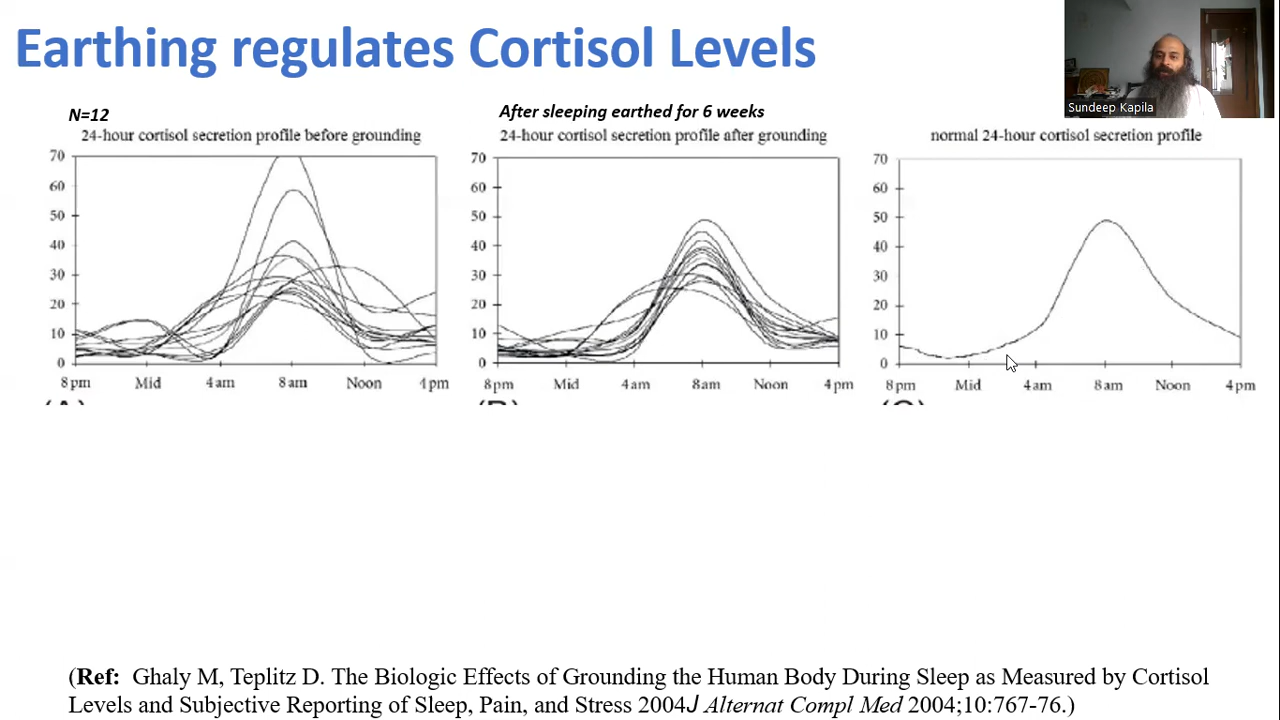 Earthing regulates Cortisol Levels
Sundeep Kapila
N=12
After sleeping earthed for 6 weeks
24-hour cortisol secretion profile before grounding
24-hour cortisol secretion profile after grounding
normal 24-hour cortisol secretion profile
70
60
50
40
30
20
10
0
8 pm Mid 4 am 8 am Noon 4 pm
70
60
50
40
30
20
10
0
8 pm Mid 4 am 8am Noon 4 pm
70
60
50
40
30
20
10
0
8 pm Mid 4 am 8 am Noon 4 pm
(Ref: Ghaly M, Teplitz D. The Biologic Effects of Grounding the Human Body During Sleep as Measured by Cortisol
Levels and Subjective Reporting of Sleep, Pain, and Stress 2004J Alternat Compl Med 2004;10:767-76.)